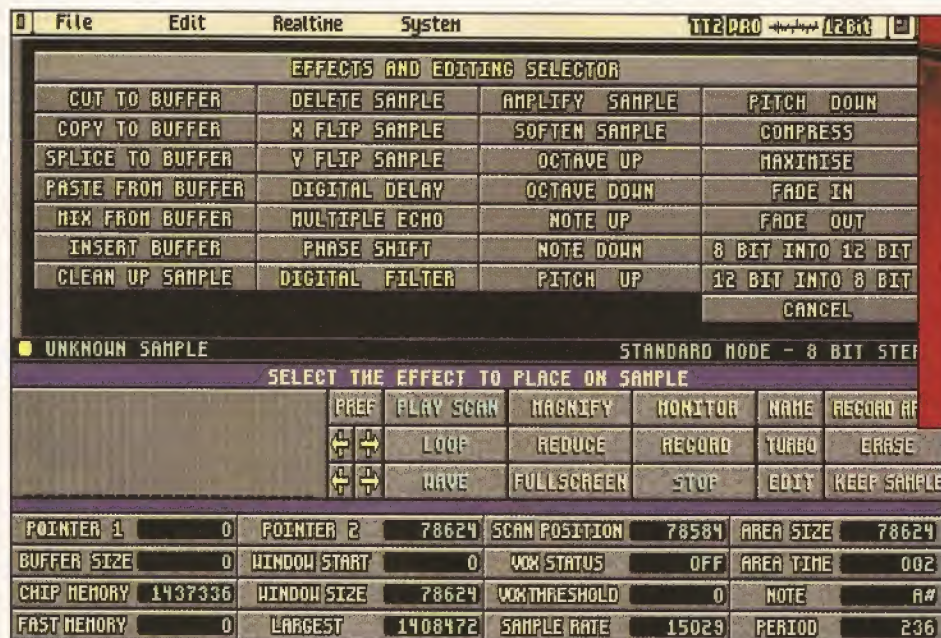 File Edit Realtime System TT2 PRO 12Bit
EFFECTS AND EDITING SELECTOR
CUT TO BUFFER DELETE SAMPLE AMPLIFY SAMPLE PITCH DOWN
COPY TO BUFFER X FLIP SAMPLE SOFTEN SAMPLE COMPRESS
SPLICE TO BUFFER Y FLIP SAMPLE OCTAVE UP MAXIMISE
PASTE FROM BUFFER DIGITAL DELAY OCTAVE DOWN FADE IN
MIX FROM BUFFER MULTIPLE ECHO NOTE UP FADE OUT
INSERT BUFFER PHASE SHIFT NOTE DOWN 8 BIT INTO 12 BIT
CLEAN UP SAMPLE DIGITAL FILTER PITCH UP 12 BIT INTO 8 BIT
CANCEL
UNKNOWN SAMPLE STANDARD MODE - 8 BIT STE
SELECT THE EFFECT TO PLACE ON SAMPLE
PREF PLAY SCAN MAGNIFY MONITOR NAME RECORD
LOOP REDUCE RECORD TURBO ERASE
WAVE FULLSCREEN STOP EDIT KEEP SAMPLE
POINTER 1 0 POINTER 2 78624 SCAN POSITION 78584 AREA SIZE 78624
BUFFER SIZE 0 WINDOW START 0 VOX STATUS OFF AREA TIME 002
CHIP MEMORY 1437336 WINDOW SIZE 78624 VOX THRESHOLD 0 NOTE A#
FAST MEMORY 0 LARGEST 1408472 SAMPLE RATE 15029 PERIOD 236